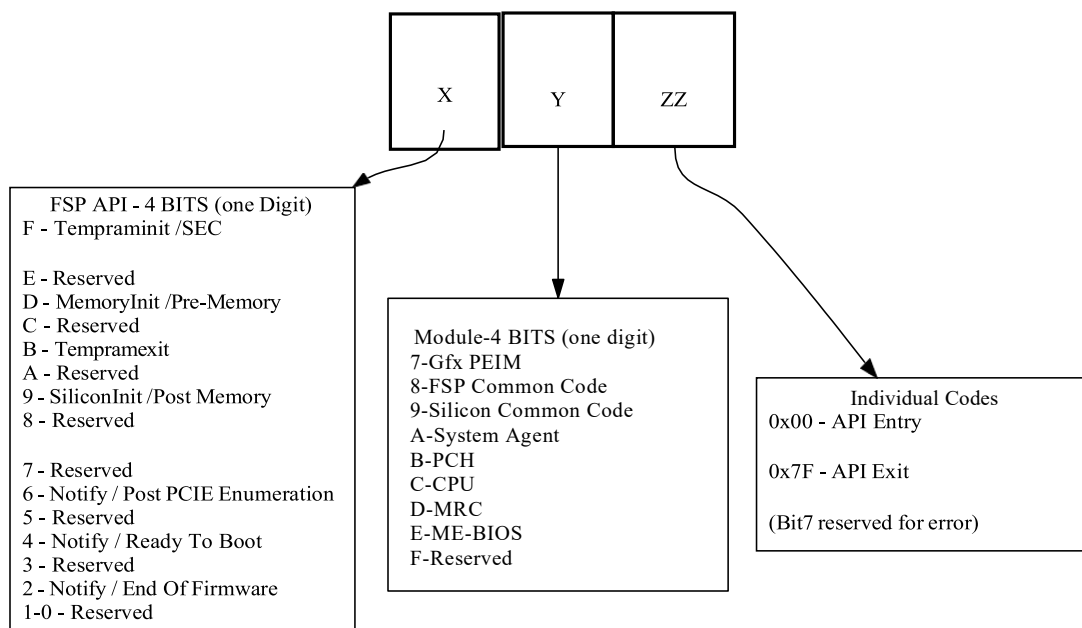 X
Y
ZZ
FSP API - 4 BITS (one Digit)
F - Tempraminit /SEC
E - Reserved
D - MemoryInit /Pre-Memory
C - Reserved
B - Tempramexit
A - Reserved
9 - SiliconInit /Post Memory
8 - Reserved
7 - Reserved
6 - Notify / Post PCIE Enumeration
5 - Reserved
4 - Notify / Ready To Boot
3 - Reserved
2 - Notify / End Of Firmware
1-0 - Reserved
Module-4 BITS (one digit)
7-Gfx PEIM
8-FSP Common Code
9-Silicon Common Code
A-System Agent
B-PCH
C-CPU
D-MRC
E-ME-BIOS
F-Reserved
Individual Codes
0x00 - API Entry
0x7F - API Exit
(Bit7 reserved for error)